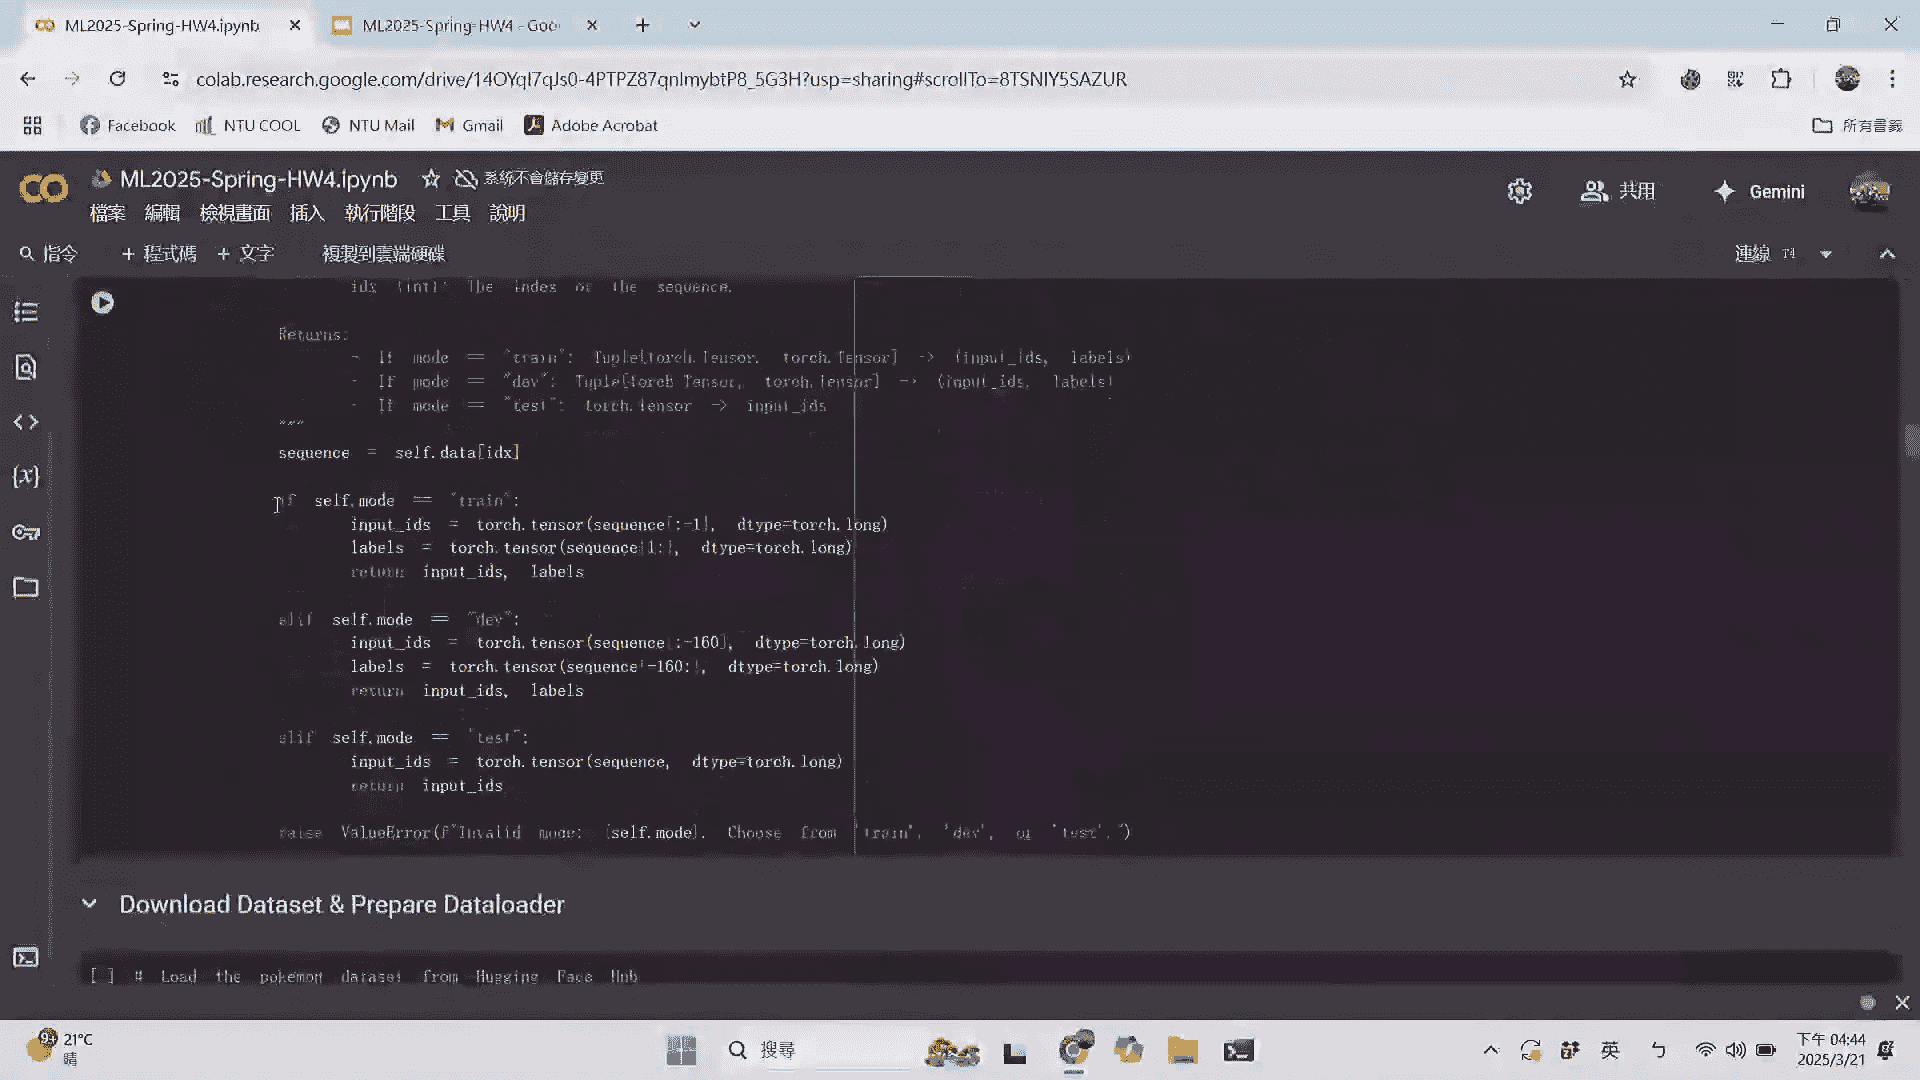 ML2025-Spring-HW4.ipynb
ML2025-Spring-HW4 - Goo
colab.research.google.com/drive/14OYql7qJs0-4PTPZ87qnlmybtP8_5G3H?usp=sharing#scrollTo=8TSNIY5SAZUR
Facebook NTU COOL NTU Mail Gmail Adobe Acrobat 所有書籤
ML2025-Spring-HW4.ipynb 系統不會儲存變更
檔案 編輯 檢視畫面 插入 執行階段 工具 說明
共用 Gemini
指令 + 程式碼 + 文字 複製到雲端硬碟 連線 T4
idx (int): The index of the sequence.
Returns:
- If mode == "train": Tuple[torch.Tensor, torch.Tensor] -> (input_ids, labels)
- If mode == "dev": Tuple[torch.Tensor, torch.Tensor] -> (input_ids, labels)
- If mode == "test": torch.Tensor -> input_ids
"""
sequence = self.data[idx]
if self.mode == "train":
input_ids = torch.tensor(sequence[:-1], dtype=torch.long)
labels = torch.tensor(sequence[1:], dtype=torch.long)
return input_ids, labels
elif self.mode == "dev":
input_ids = torch.tensor(sequence[:-160], dtype=torch.long)
labels = torch.tensor(sequence[-160:], dtype=torch.long)
return input_ids, labels
elif self.mode == "test":
input_ids = torch.tensor(sequence, dtype=torch.long)
return input_ids
raise ValueError(f"Invalid mode: {self.mode}. Choose from 'train', 'dev', or 'test'.")
Download Dataset & Prepare Dataloader
[ ] # Load the pokemon dataset from Hugging Face Hub
9+ 21°C
晴
搜尋
英
下午 04:44
2025/3/21